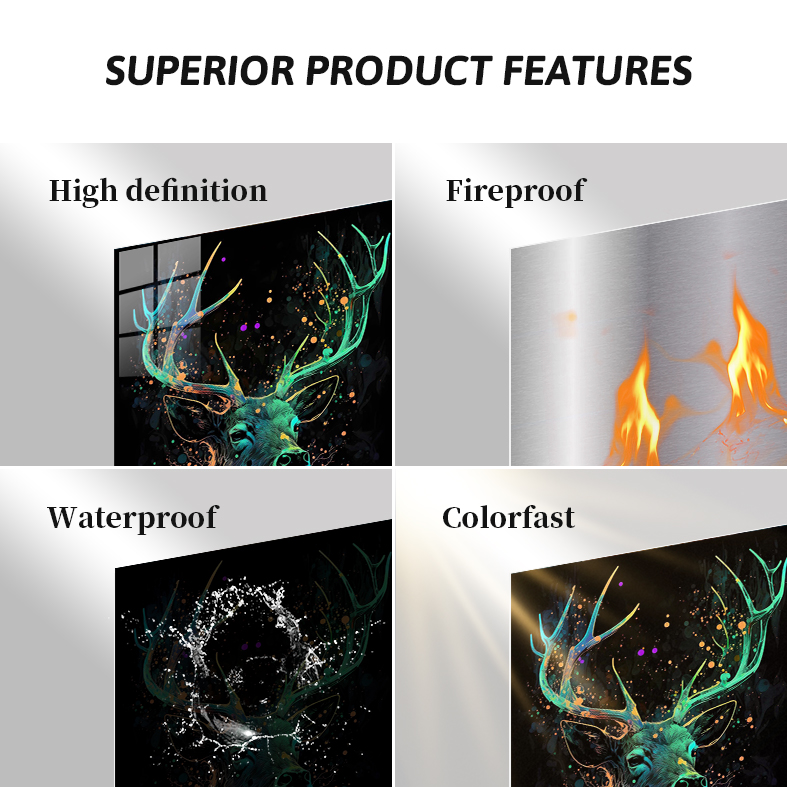 SUPERIOR PRODUCT FEATURES
High definition
Fireproof
Waterproof
Colorfast